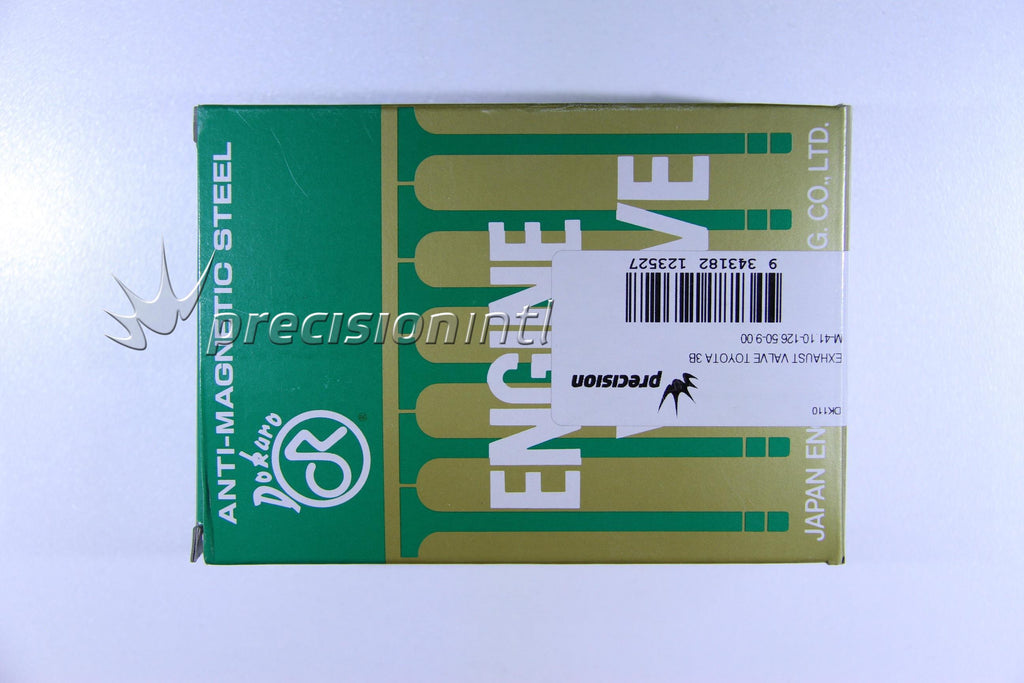 ANTI-MAGNETIC STEEL
Dokuro
R
®
ENGINE
VE
JAPAN EN
G. CO., LTD.
DK110
EXHAUST VALVE TOYOTA 3B
M-41.10-126.50-9.00
precision
9 343182 123527
precisionintl